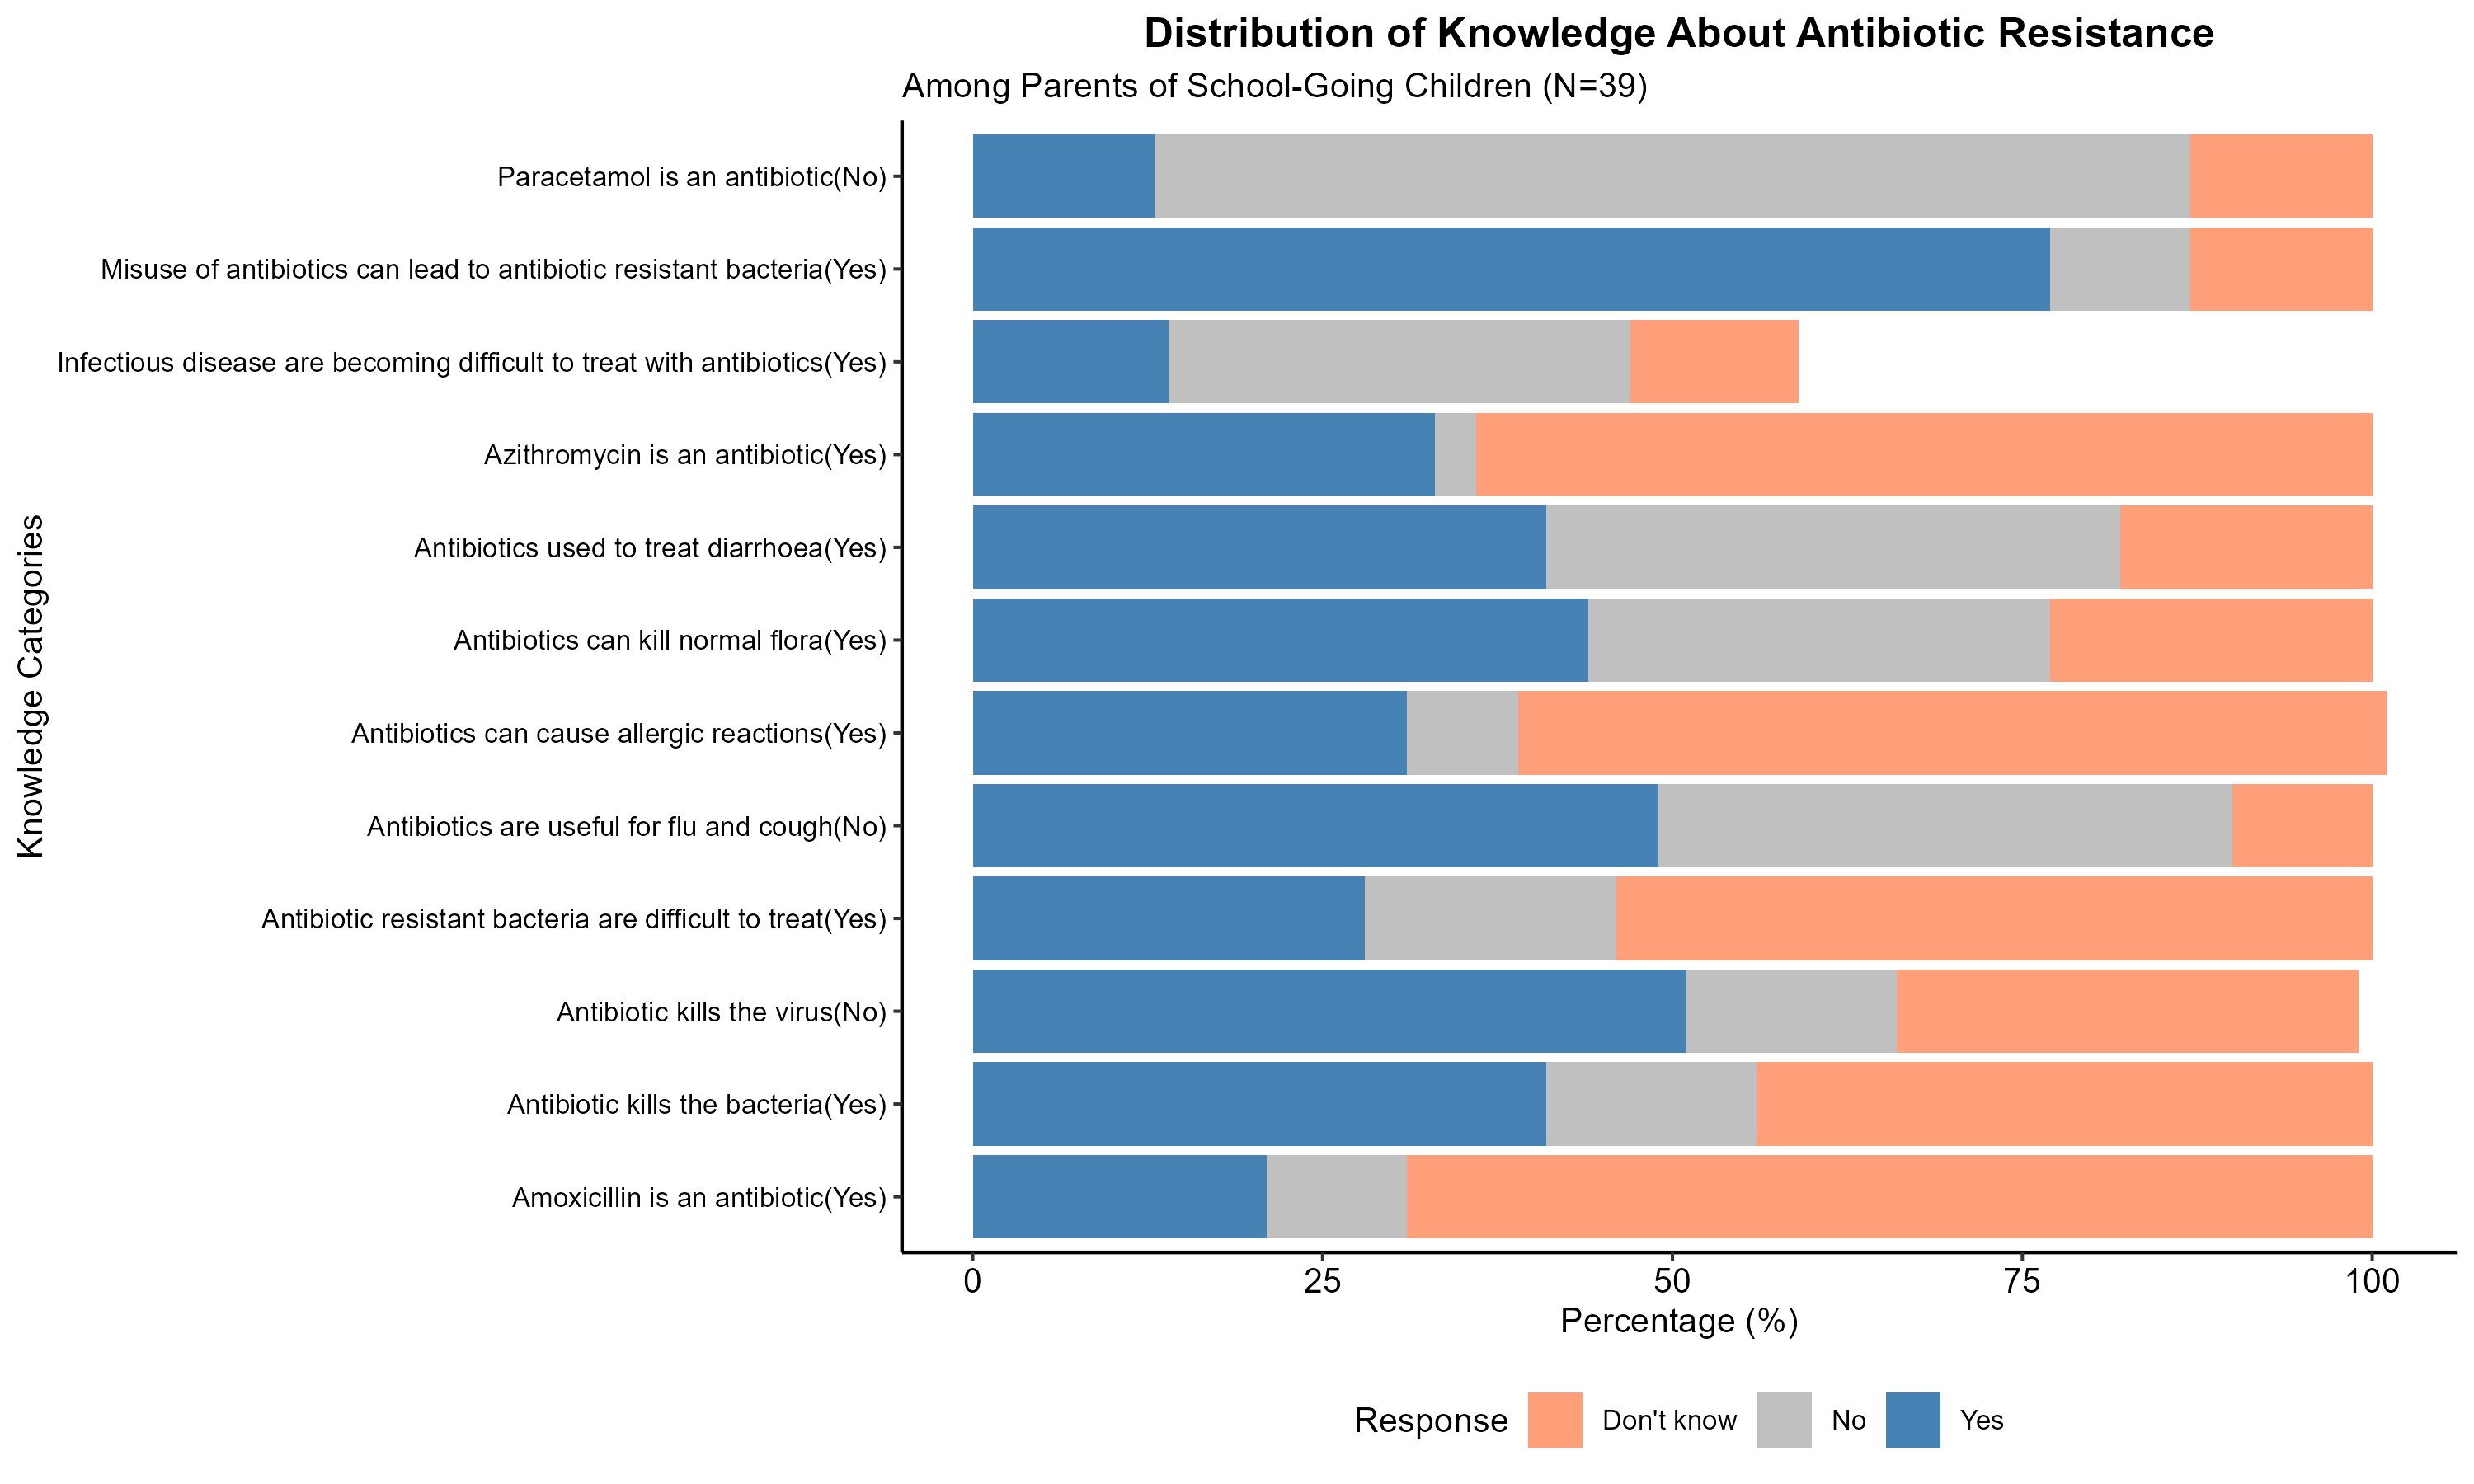 Distribution of Knowledge About Antibiotic Resistance
Among Parents of School-Going Children (N=39)
Knowledge Categories
Paracetamol is an antibiotic(No)
Misuse of antibiotics can lead to antibiotic resistant bacteria(Yes)
Infectious disease are becoming difficult to treat with antibiotics(Yes)
Azithromycin is an antibiotic(Yes)
Antibiotics used to treat diarrhoea(Yes)
Antibiotics can kill normal flora(Yes)
Antibiotics can cause allergic reactions(Yes)
Antibiotics are useful for flu and cough(No)
Antibiotic resistant bacteria are difficult to treat(Yes)
Antibiotic kills the virus(No)
Antibiotic kills the bacteria(Yes)
Amoxicillin is an antibiotic(Yes)
0 25 50 75 100
Percentage (%)
Response Don't know No Yes